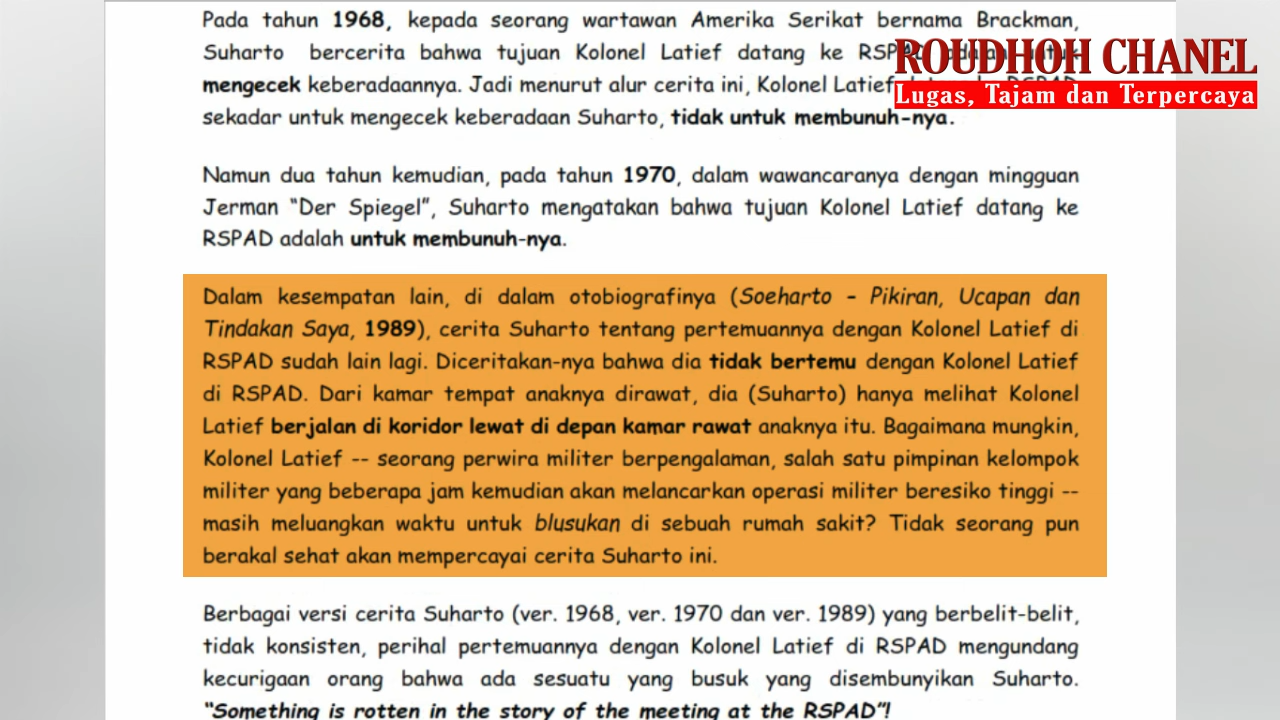 Pada tahun 1968, kepada seorang wartawan Amerika Serikat bernama Brackman,
Suharto bercerita bahwa tujuan Kolonel Latief datang ke
mengecek keberadaannya. Jadi menurut alur cerita ini, Kolonel Latief
sekadar untuk mengecek keberadaan Suharto, tidak untuk membunuh-nya.
ROUDHOH CHANEL
Lugas, Tajam dan Terpercaya
Namun dua tahun kemudian, pada tahun 1970, dalam wawancaranya dengan mingguan
Jerman “Der Spiegel”, Suharto mengatakan bahwa tujuan Kolonel Latief datang ke
RSPAD adalah untuk membunuh-nya.
Dalam kesempatan lain, di dalam otobiografinya (Soeharto – Pikiran, Ucapan dan
Tindakan Saya, 1989), cerita Suharto tentang pertemuannya dengan Kolonel Latief di
RSPAD sudah lain lagi. Diceritakan-nya bahwa dia tidak bertemu dengan Kolonel Latief
di RSPAD. Dari kamar tempat anaknya dirawat, dia (Suharto) hanya melihat Kolonel
Latief berjalan di koridor lewat di depan kamar rawat anaknya itu. Bagaimana mungkin,
Kolonel Latief -- seorang perwira militer berpengalaman, salah satu pimpinan kelompok
militer yang beberapa jam kemudian akan melancarkan operasi militer beresiko tinggi --
masih meluangkan waktu untuk blusukan di sebuah rumah sakit? Tidak seorang pun
berakal sehat akan mempercayai cerita Suharto ini.
Berbagai versi cerita Suharto (ver. 1968, ver. 1970 dan ver. 1989) yang berbelit-belit,
tidak konsisten, perihal pertemuannya dengan Kolonel Latief di RSPAD mengundang
kecurigaan orang bahwa ada sesuatu yang busuk yang disembunyikan Suharto.
“Something is rotten in the story of the meeting at the RSPAD”!